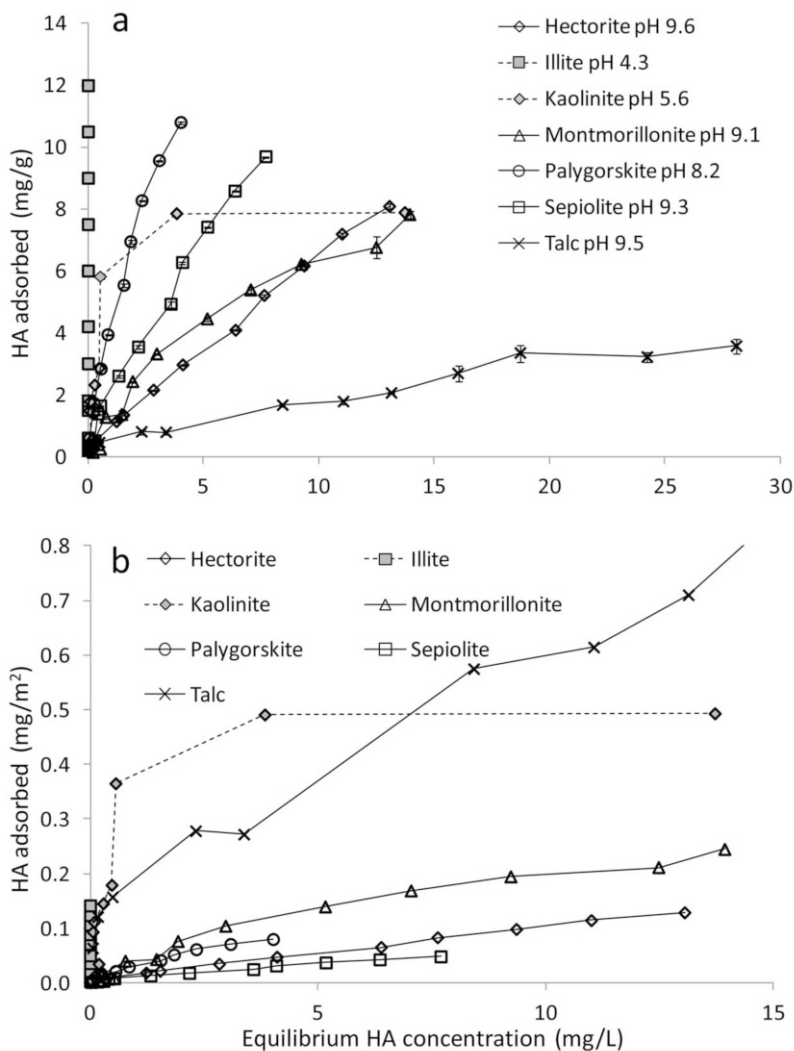 a
Hectorite pH 9.6
Illite pH 4.3
Kaolinite pH 5.6
Montmorillonite pH 9.1
Palygorskite pH 8.2
Sepiolite pH 9.3
Talc pH 9.5
HA adsorbed (mg/g)
14
12
10
8
6
4
2
0
0 5 10 15 20 25 30
b
Hectorite Illite
Kaolinite Montmorillonite
Palygorskite Sepiolite
Talc
HA adsorbed (mg/m²)
0.8
0.7
0.6
0.5
0.4
0.3
0.2
0.1
0.0
0 5 10 15
Equilibrium HA concentration (mg/L)